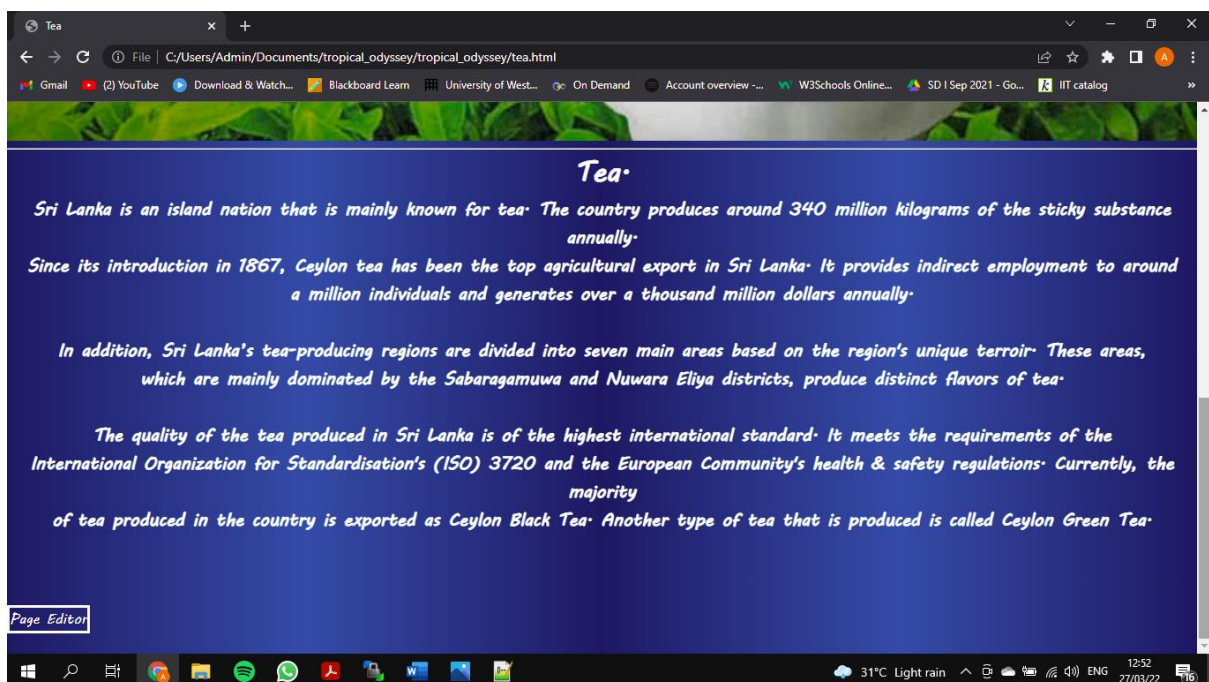 Tea
File
C:/Users/Admin/Documents/tropical_odyssey/tropical_odyssey/tea.html
Gmail
(2) YouTube
Download & Watch...
Blackboard Learn
University of West...
On Demand
Account overview -...
W3Schools Online...
SD I Sep 2021 - Go...
IIT catalog
»
Tea.
Sri Lanka is an island nation that is mainly known for tea. The country produces around 340 million kilograms of the sticky substance
annually.
Since its introduction in 1867, Ceylon tea has been the top agricultural export in Sri Lanka. It provides indirect employment to around
a million individuals and generates over a thousand million dollars annually.
In addition, Sri Lanka's tea-producing regions are divided into seven main areas based on the region's unique terroir. These areas,
which are mainly dominated by the Sabaragamuwa and Nuwara Eliya districts, produce distinct flavors of tea.
The quality of the tea produced in Sri Lanka is of the highest international standard. It meets the requirements of the
International Organization for Standardisation's (ISO) 3720 and the European Community's health & safety regulations. Currently, the
majority
of tea produced in the country is exported as Ceylon Black Tea. Another type of tea that is produced is called Ceylon Green Tea.
Page Editor
31°C Light rain
ENG
12:52
27/03/22
16